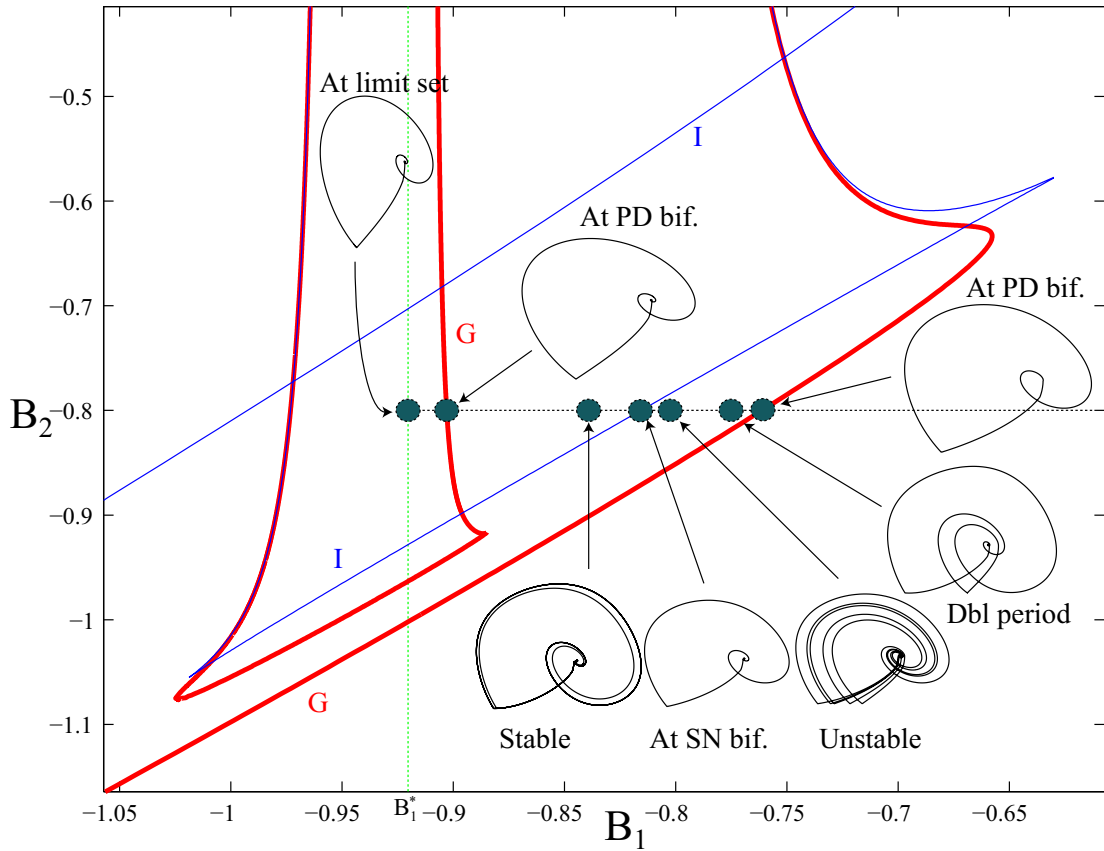 At limit set
−0.5
I
−0.6
At PD bif.
At PD bif.
−0.7
G
B₂
−0.8
−0.9
I
−1
Dbl period
G
Stable
At SN bif.
Unstable
−1.1
−1.05
−1
−0.95
B₁*
−0.9
−0.85
B₁
−0.8
−0.75
−0.7
−0.65